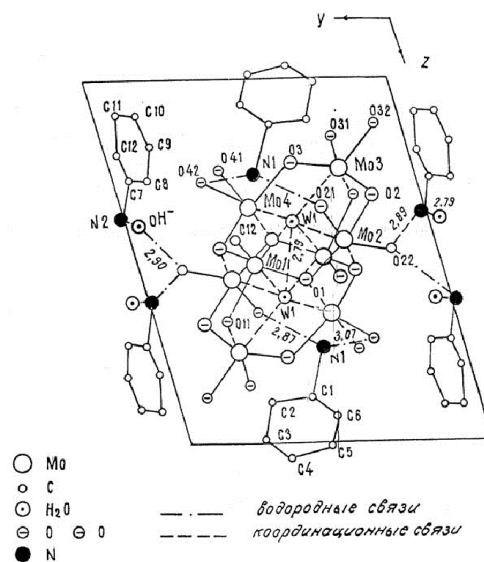 y
z
C11
C10
C12
C9
C7
C8
N2
OH⁻
2,90
O31
O32
O3
Mo3
O41
O42
N1
O21
O2
Mo4
W1
Mo2
2,89
2,79
O22
C12
2,79
Mo1
O1
W1
O11
2,87
3,07
N1
C1
C2
C6
C3
C5
C4
Mo
C
H₂O
O O
N
водородные связи
координационные связи